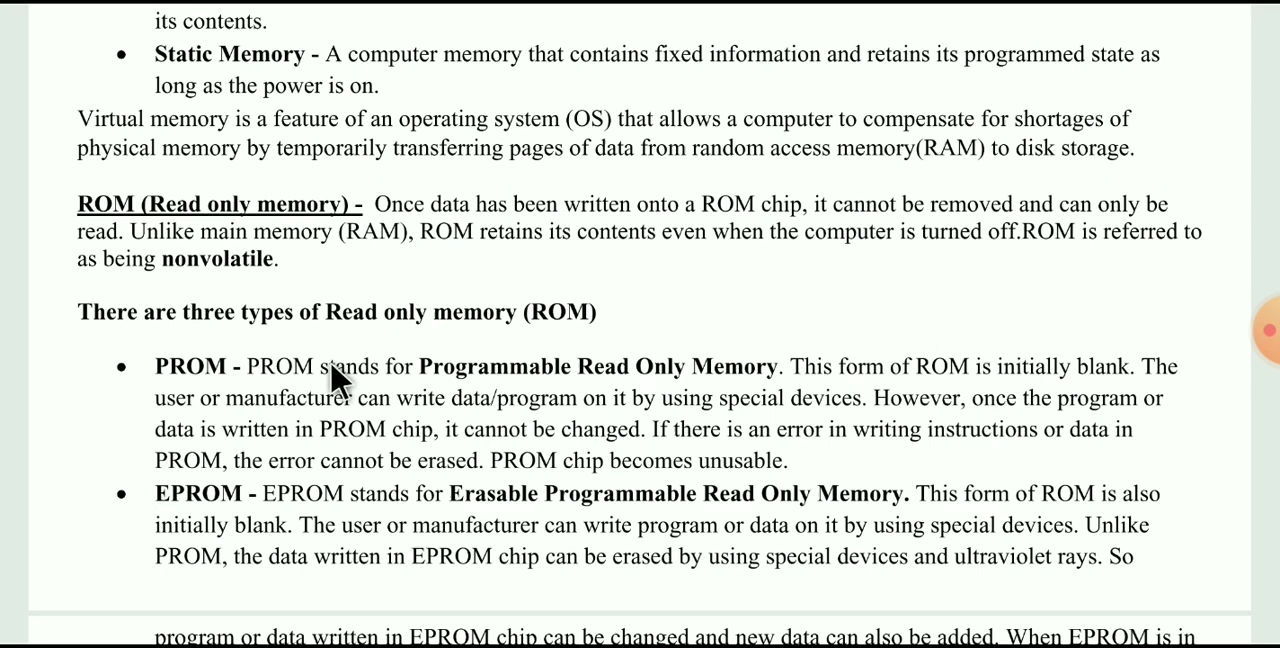 its contents.
• Static Memory - A computer memory that contains fixed information and retains its programmed state as
long as the power is on.
Virtual memory is a feature of an operating system (OS) that allows a computer to compensate for shortages of
physical memory by temporarily transferring pages of data from random access memory(RAM) to disk storage.
ROM (Read only memory) - Once data has been written onto a ROM chip, it cannot be removed and can only be
read. Unlike main memory (RAM), ROM retains its contents even when the computer is turned off.ROM is referred to
as being nonvolatile.
There are three types of Read only memory (ROM)
• PROM - PROM stands for Programmable Read Only Memory. This form of ROM is initially blank. The
user or manufacturer can write data/program on it by using special devices. However, once the program or
data is written in PROM chip, it cannot be changed. If there is an error in writing instructions or data in
PROM, the error cannot be erased. PROM chip becomes unusable.
• EPROM - EPROM stands for Erasable Programmable Read Only Memory. This form of ROM is also
initially blank. The user or manufacturer can write program or data on it by using special devices. Unlike
PROM, the data written in EPROM chip can be erased by using special devices and ultraviolet rays. So
program or data written in EPROM chip can be changed and new data can also be added. When EPROM is in